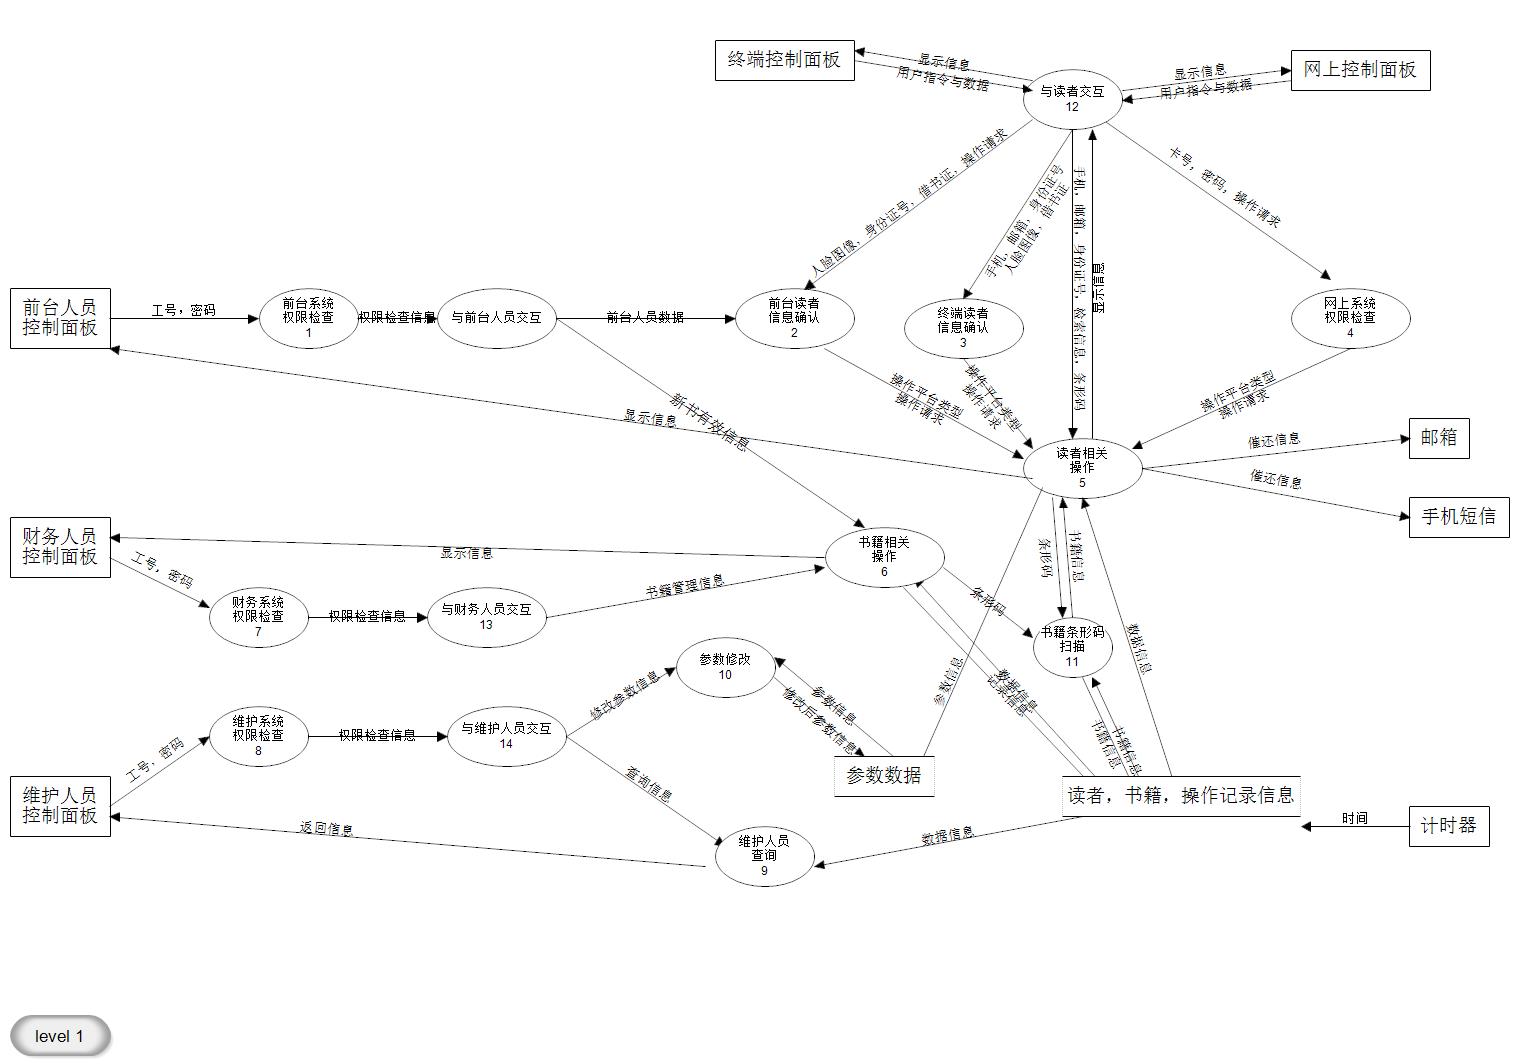 终端控制面板
显示信息
用户指令与数据
与读者交互
12
显示信息
用户指令与数据
网上控制面板
人脸图像，身份证号，借书证，操作请求
手机，邮箱，身份证号
人脸图像，借书证
手机，邮箱，身份证号，检索信息，条形码
显示信息
卡号，密码，操作请求
前台人员
控制面板
工号，密码
前台系统
权限检查
1
权限检查信息
与前台人员交互
前台人员数据
前台读者
信息确认
2
终端读者
信息确认
3
网上系统
权限检查
4
操作平台类型
操作请求
操作平台类型
操作请求
操作平台类型
操作请求
新书有效信息
显示信息
读者相关
操作
5
催还信息
邮箱
催还信息
手机短信
财务人员
控制面板
显示信息
工号，密码
财务系统
权限检查
7
权限检查信息
与财务人员交互
13
书籍管理信息
书籍相关
操作
6
条形码
条形码
书籍信息
书籍条形码
扫描
11
数据信息
参数信息
数据信息
记录信息
书籍信息
书籍信息
参数修改
10
修改参数信息
参数信息
修改后参数信息
维护系统
权限检查
8
权限检查信息
与维护人员交互
14
工号，密码
维护人员
控制面板
查询信息
参数数据
读者，书籍，操作记录信息
时间
计时器
返回信息
维护人员
查询
9
数据信息
level 1